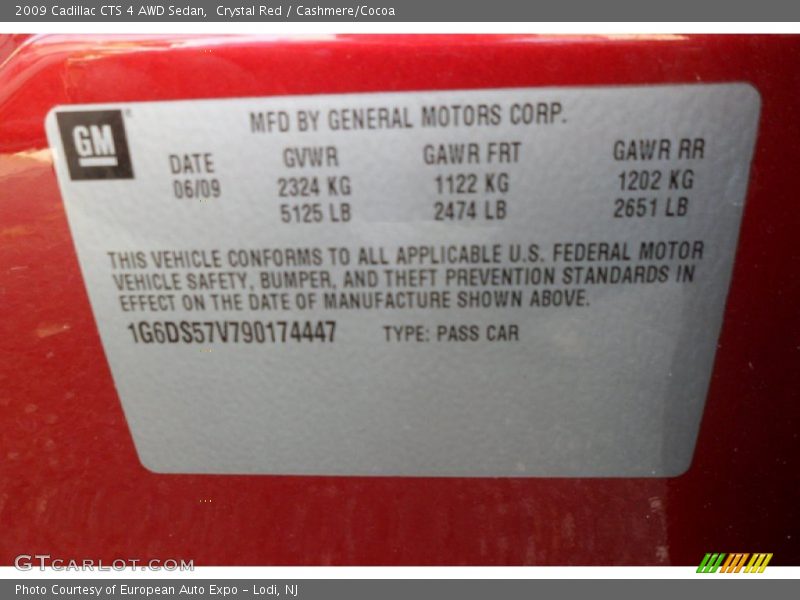 2009 Cadillac CTS 4 AWD Sedan, Crystal Red / Cashmere/Cocoa
GM
MFD BY GENERAL MOTORS CORP.
DATE GVWR GAWR FRT GAWR RR
06/09 2324 KG 1122 KG 1202 KG
5125 LB 2474 LB 2651 LB
THIS VEHICLE CONFORMS TO ALL APPLICABLE U.S. FEDERAL MOTOR
VEHICLE SAFETY, BUMPER, AND THEFT PREVENTION STANDARDS IN
EFFECT ON THE DATE OF MANUFACTURE SHOWN ABOVE.
1G6DS57V790174447 TYPE: PASS CAR
GTCARLOT.COM
Photo Courtesy of European Auto Expo - Lodi, NJ